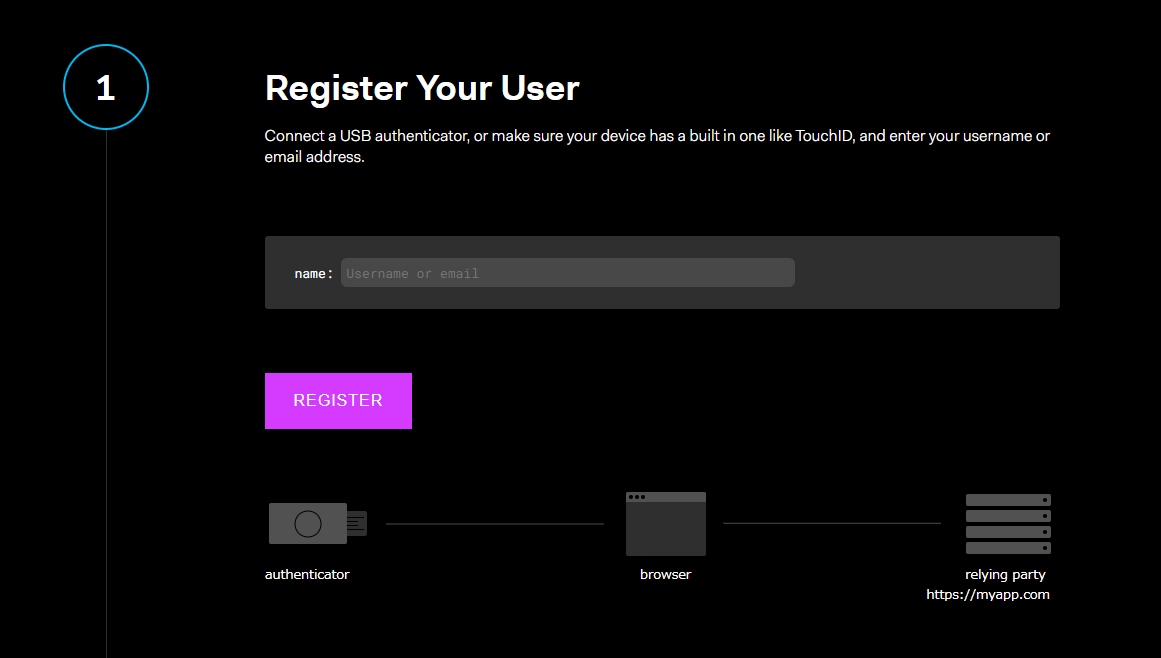 1
Register Your User
Connect a USB authenticator, or make sure your device has a built in one like TouchID, and enter your username or
email address.
name: Username or email
REGISTER
authenticator
browser
relying party
https://myapp.com